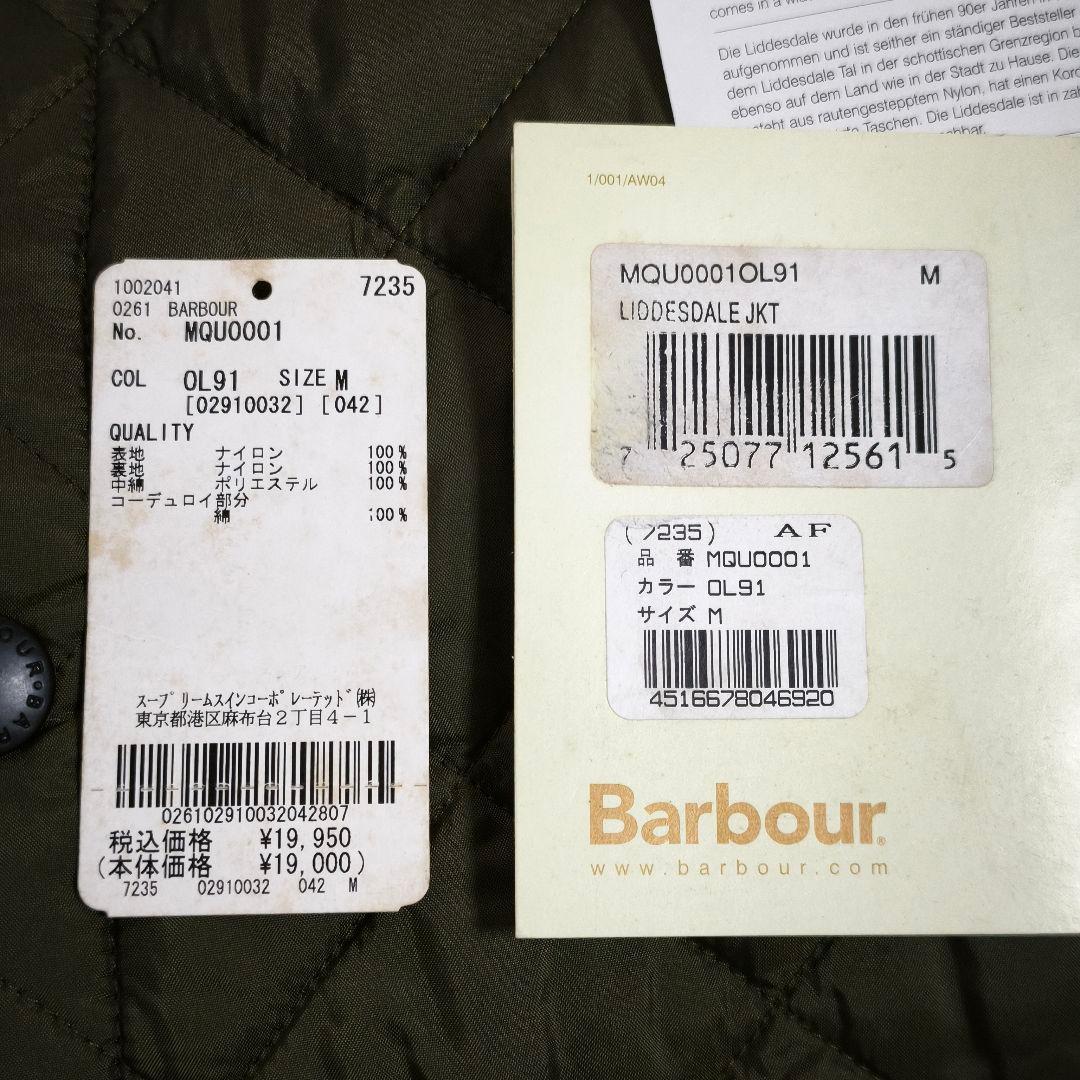 1002041 7235
0261 BARBOUR
No. MQU0001
COL OL91 SIZE M
[02910032] [042]
QUALITY
表地 ナイロン 100%
裏地 ナイロン 100%
中綿 ポリエステル 100%
コーデュロイ部分
綿 100%
スープリームスインコーポレーテッド㈱
東京都港区麻布台2丁目4-1
026102910032042807
税込価格 ¥19,950
(本体価格 ¥19,000)
7235 02910032 042 M
comes in a
Die Liddesdale wurde in den frühen 90er Jahren
aufgenommen und ist seither ein ständiger Bestseller
dem Liddesdale Tal in der schottischen Grenzregion
ebenso auf dem Land wie in der Stadt zu Hause. Die
aus rautengestepptem Nylon, hat einen
Taschen. Die Liddesdale ist in
1/001/AW04
MQU0001OL91 M
LIDDESDALE JKT
7 25077 12561 5
(7235) AF
品番 MQU0001
カラー OL91
サイズ M
4516678046920
Barbour®
www.barbour.com